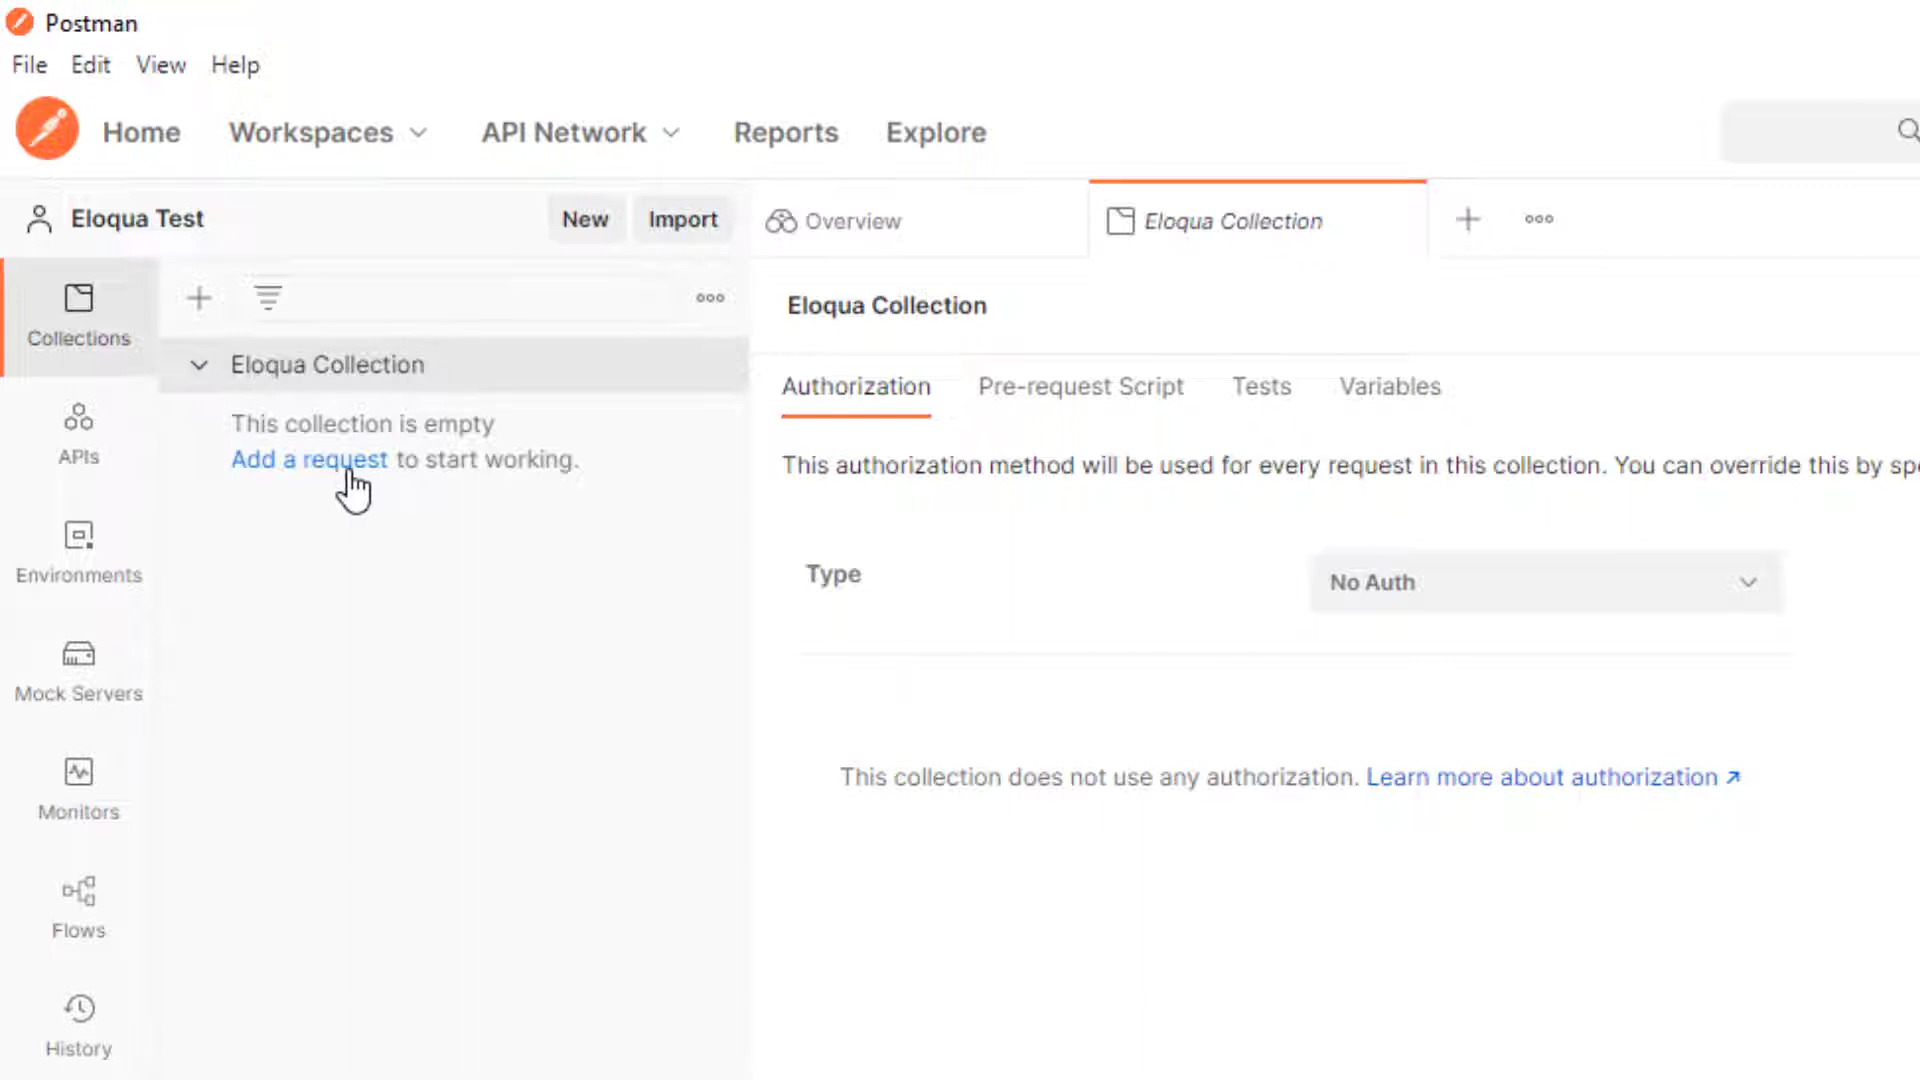 Postman
File Edit View Help
Home Workspaces API Network Reports Explore
Eloqua Test New Import
Overview Eloqua Collection
Collections
Eloqua Collection
Eloqua Collection
This collection is empty
Add a request to start working.
Authorization Pre-request Script Tests Variables
APIs
This authorization method will be used for every request in this collection. You can override this by spe
Environments
Type No Auth
Mock Servers
This collection does not use any authorization. Learn more about authorization ↗
Monitors
Flows
History